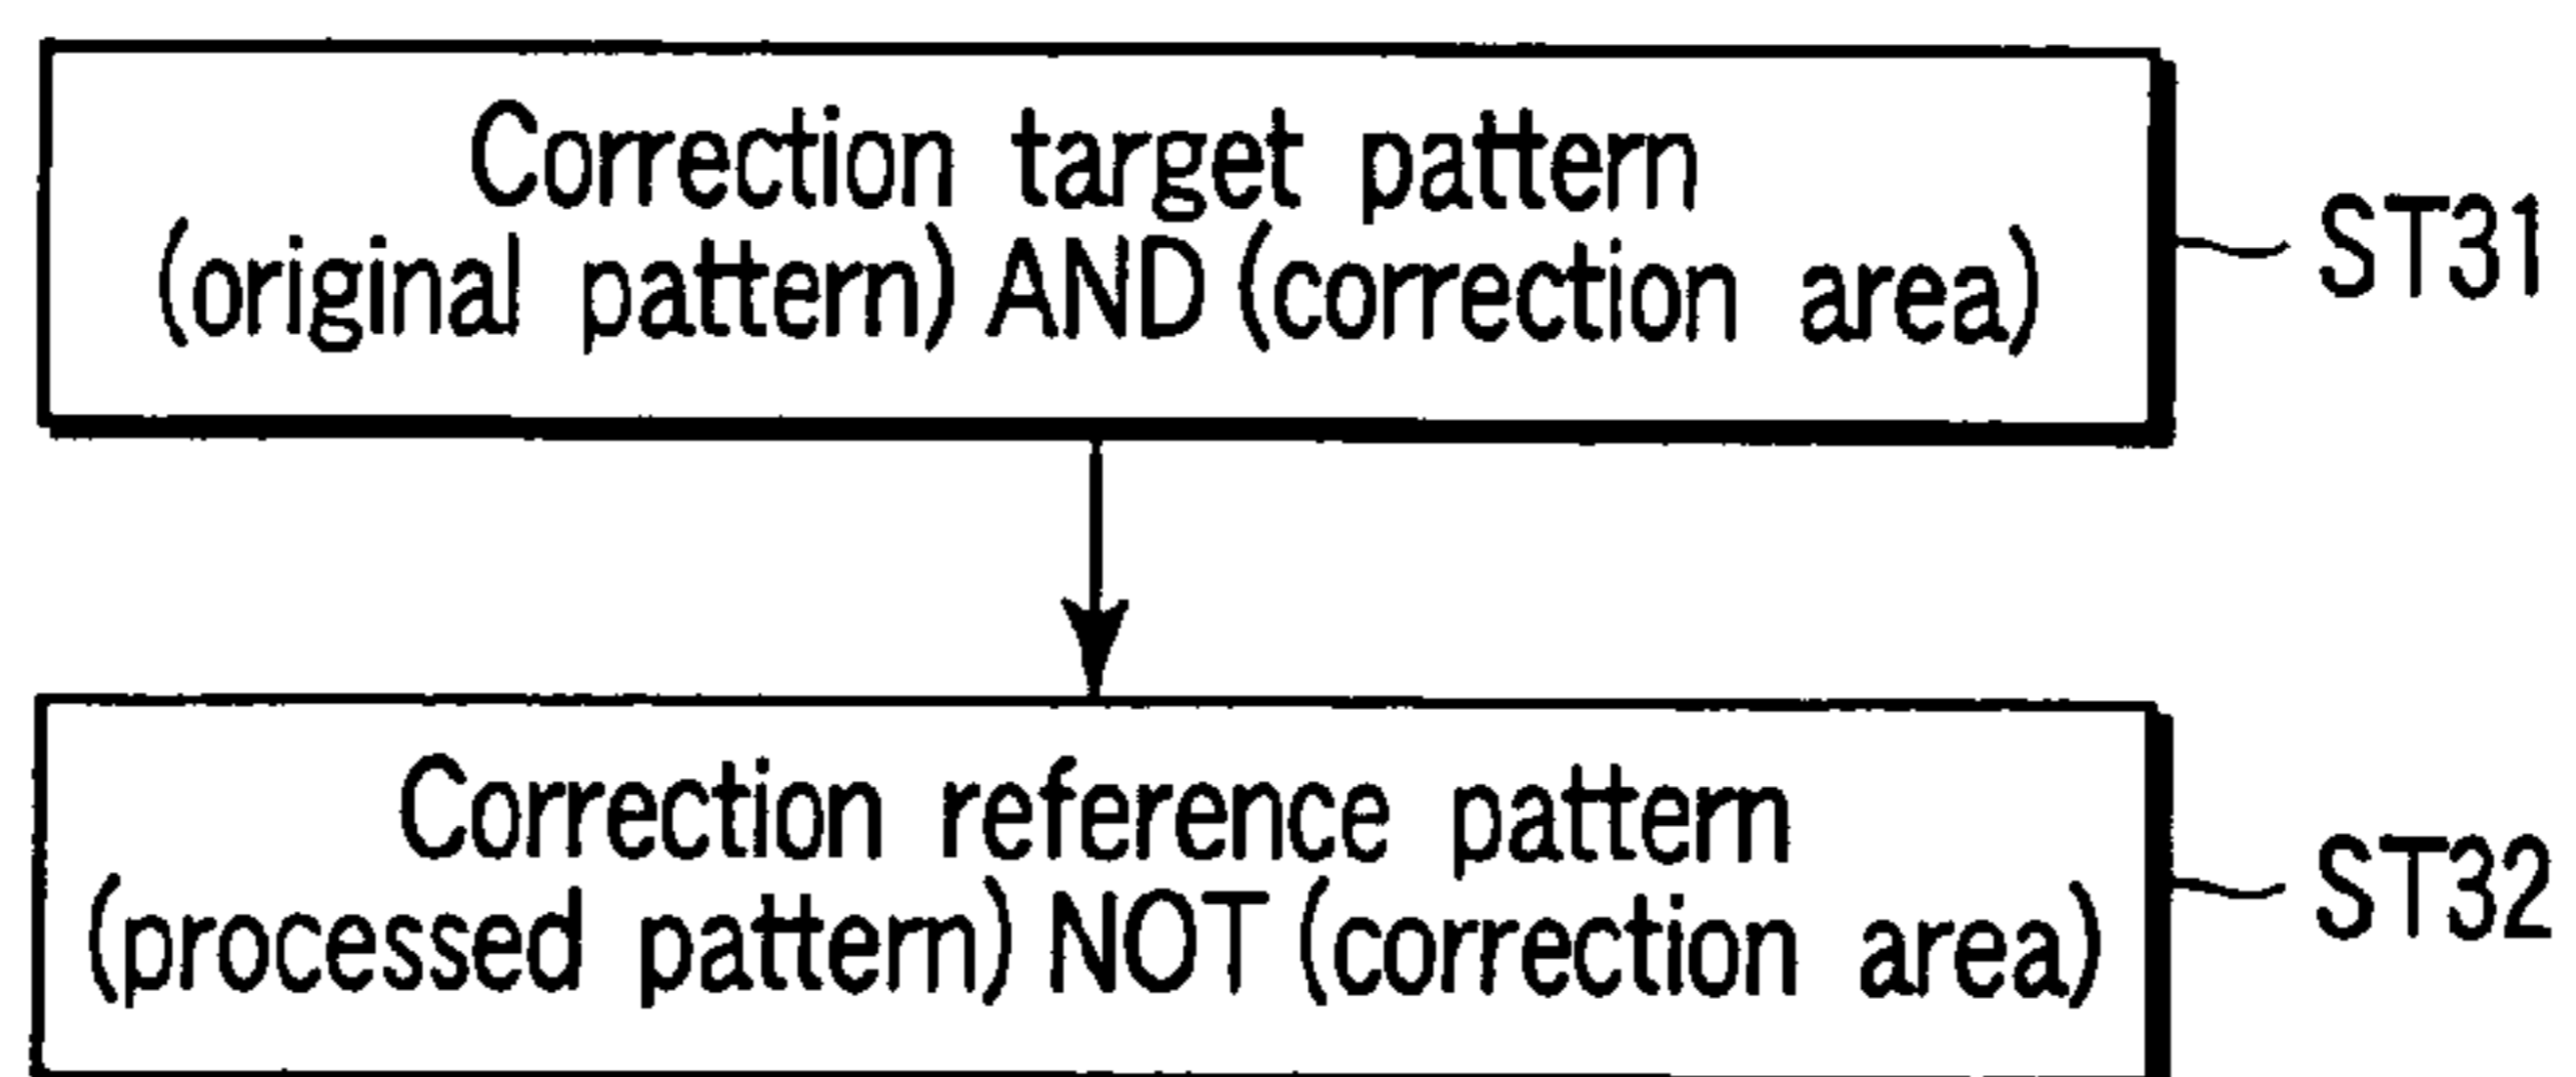 Correction target pattern
(original pattern) AND (correction area)
ST31
Correction reference pattern
(processed pattern) NOT (correction area)
ST32